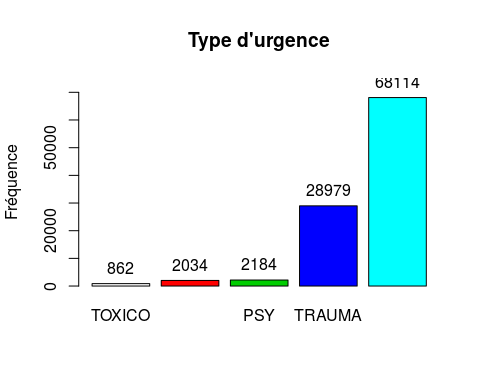 Type d'urgence
Fréquence
50000
20000
0
862
2034
2184
28979
68114
TOXICO
PSY
TRAUMA